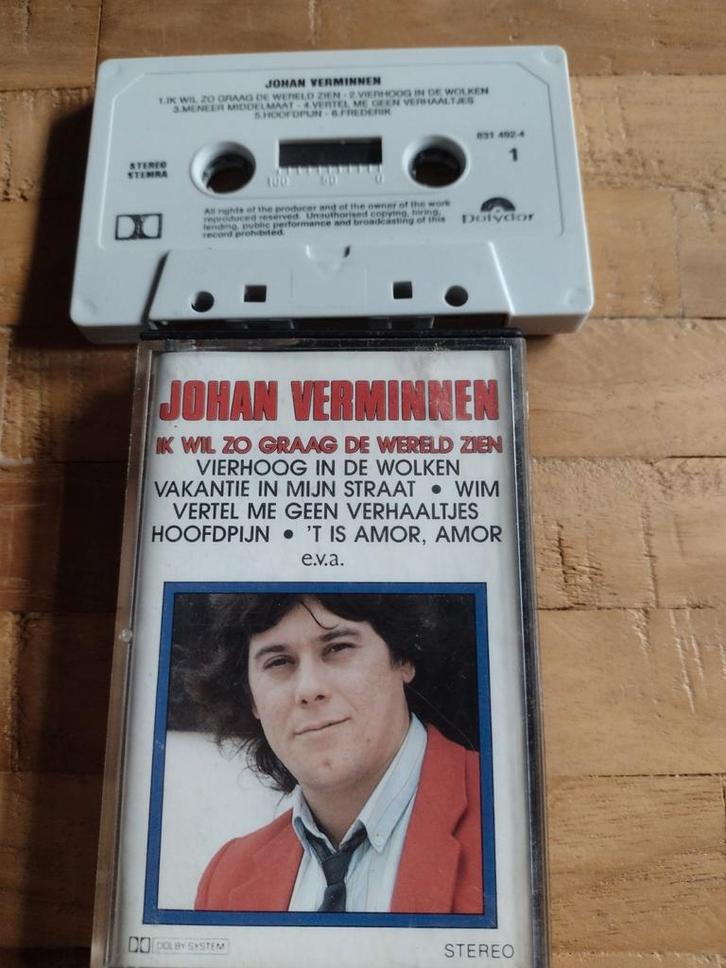 JOHAN VERMINNEN
1.IK WIL ZO GRAAG DE WERELD ZIEN - 2.VIERHOOG IN DE WOLKEN
3.MENEER MIDDELMAAT - 4.VERTEL ME GEEN VERHAALTJES
5.HOOFDPIJN - 6.FREDERIK
STEREO
STEMRA
831 492-4
1
100 50 0
All rights of the producer and of the owner of the work
reproduced reserved. Unauthorised copying, hiring,
lending, public performance and broadcasting of this
record prohibited.
polydor
JOHAN VERMINNEN
IK WIL ZO GRAAG DE WERELD ZIEN
VIERHOOG IN DE WOLKEN
VAKANTIE IN MIJN STRAAT • WIM
VERTEL ME GEEN VERHAALTJES
HOOFDPIJN • 'T IS AMOR, AMOR
e.v.a.
DOLBY SYSTEM
STEREO